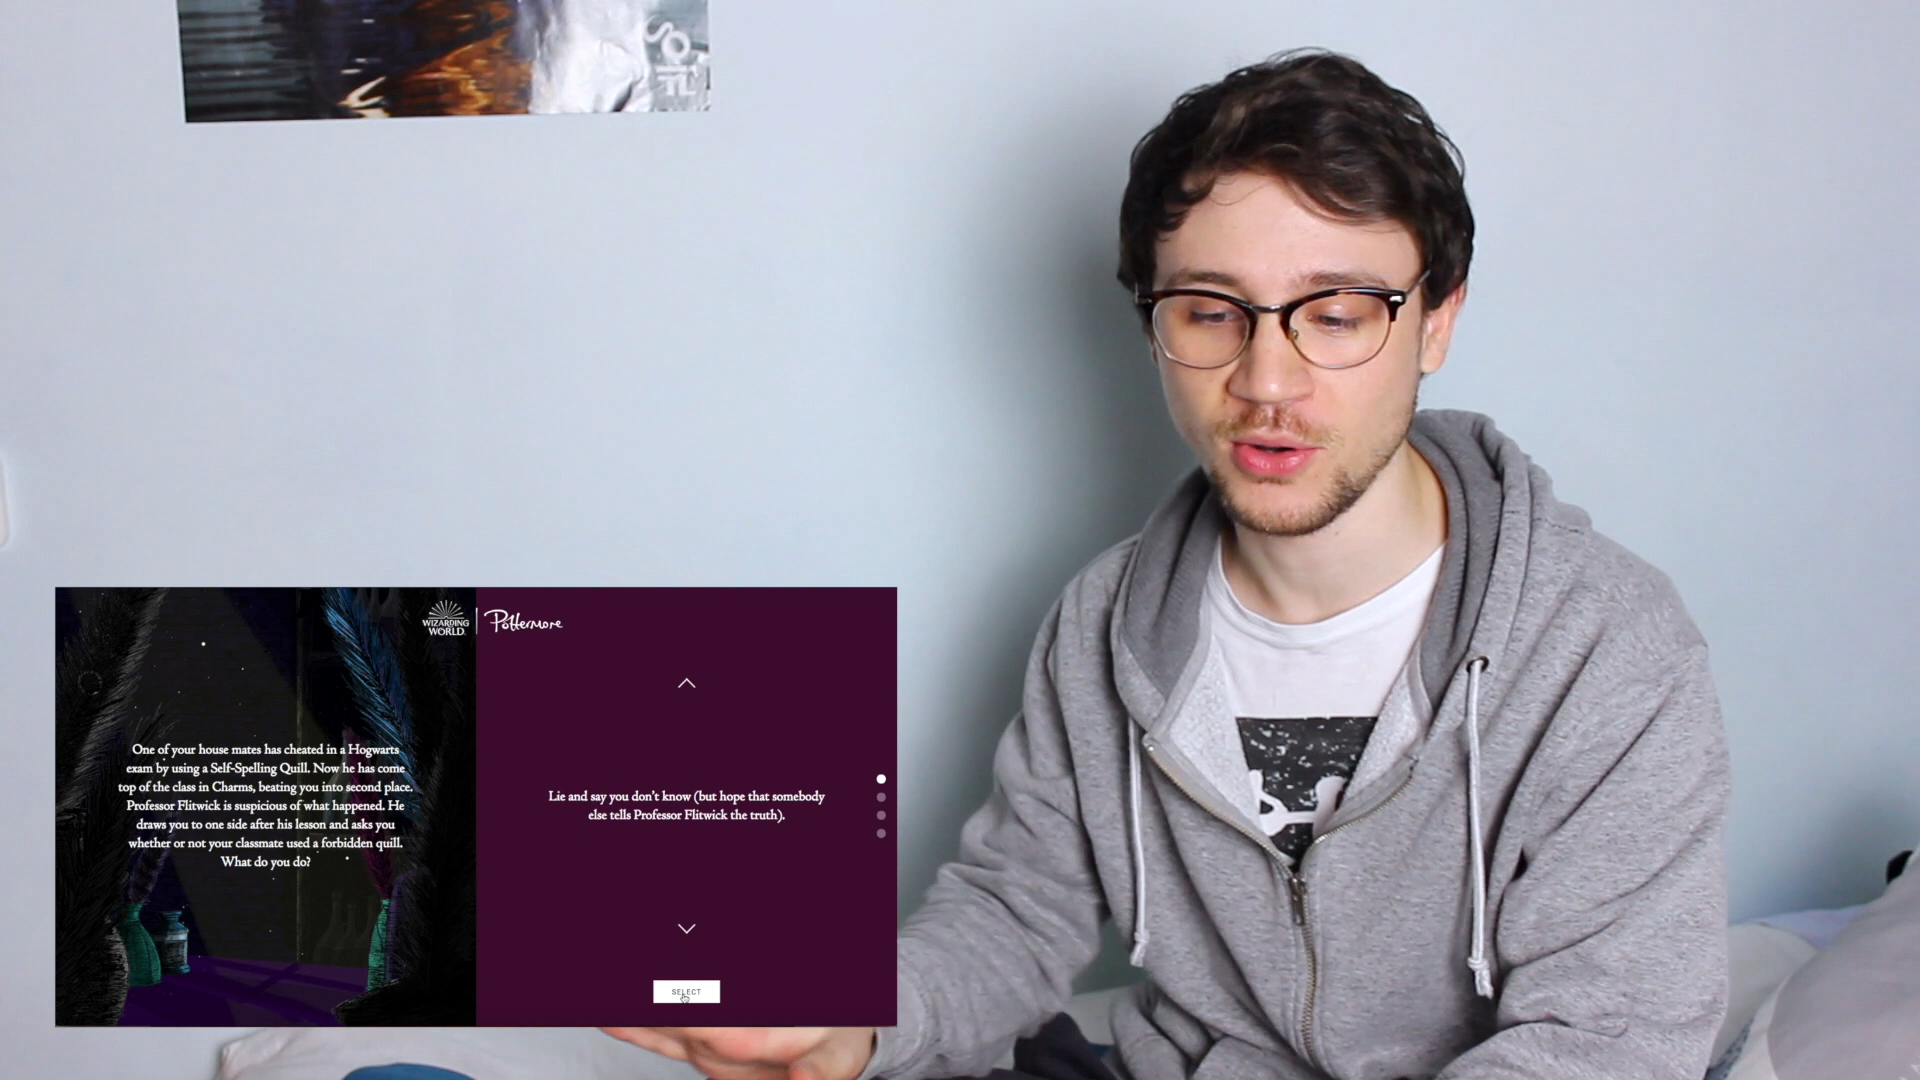 WIZARDING
WORLD
Pottermore
One of your house mates has cheated in a Hogwarts
exam by using a Self-Spelling Quill. Now he has come
top of the class in Charms, beating you into second place.
Professor Flitwick is suspicious of what happened. He
draws you to one side after his lesson and asks you
whether or not your classmate used a forbidden quill.
What do you do?
Lie and say you don't know (but hope that somebody
else tells Professor Flitwick the truth).
SELECT